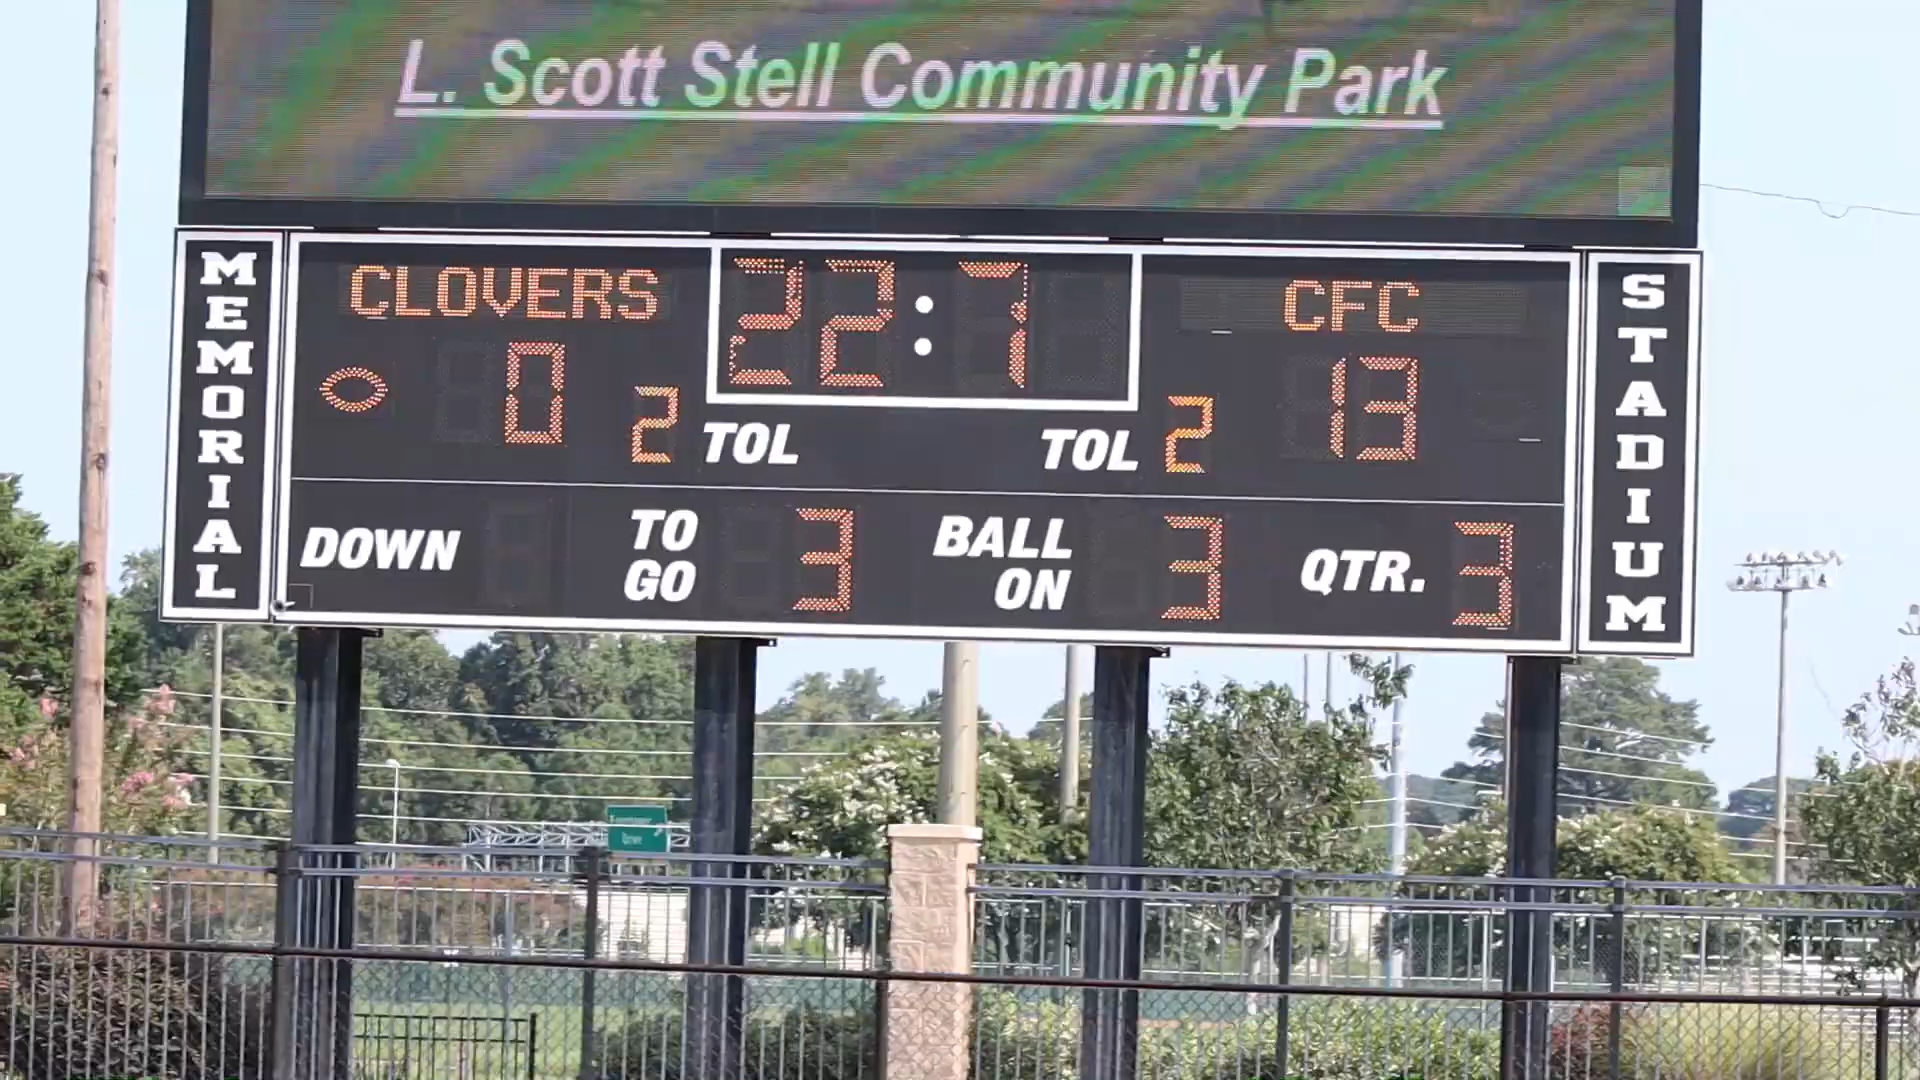 L. Scott Stell Community Park
MEMORIAL
CLOVERS
22:7
CFC
STADIUM
0
2
TOL
TOL
2
13
DOWN
TO GO
3
BALL ON
3
QTR.
3